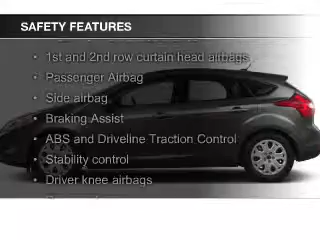 SAFETY FEATURES
• 1st and 2nd row curtain head airbags
• Passenger Airbag
• Side airbag
• Braking Assist
• ABS and Driveline Traction Control
• Stability control
• Driver knee airbags